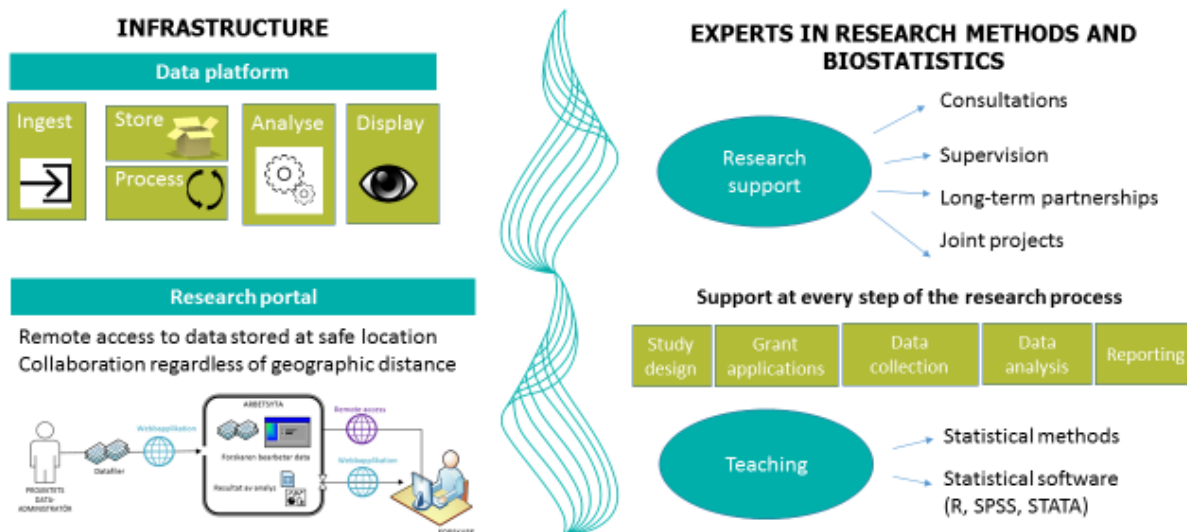 INFRASTRUCTURE
Data platform
Ingest
Store
Process
Analyse
Display
Research portal
Remote access to data stored at safe location
Collaboration regardless of geographic distance
PROJEKTETS
DATA-
ADMINISTRATÖR
Datafiler
Webbapplikation
ARBETSYTA
Forskaren bearbetar data
Resultat av analys
Remote access
Webbapplikation
EXPERTS IN RESEARCH METHODS AND
BIOSTATISTICS
Research
support
Consultations
Supervision
Long-term partnerships
Joint projects
Support at every step of the research process
Study
design
Grant
applications
Data
collection
Data
analysis
Reporting
Teaching
Statistical methods
Statistical software
(R, SPSS, STATA)